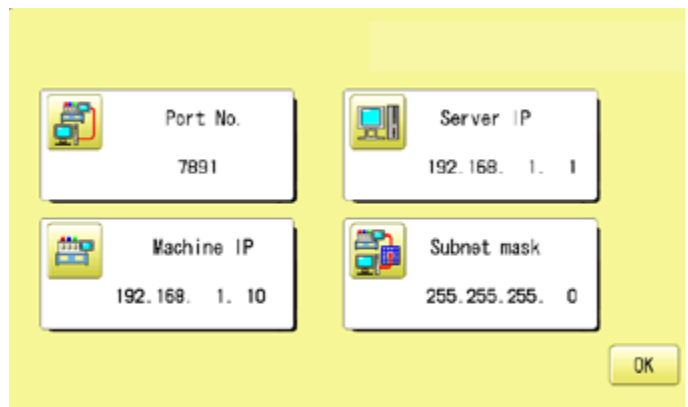 Port No.
7891
Server IP
192.168. 1. 1
Machine IP
192.168. 1. 10
Subnet mask
255.255.255. 0
OK